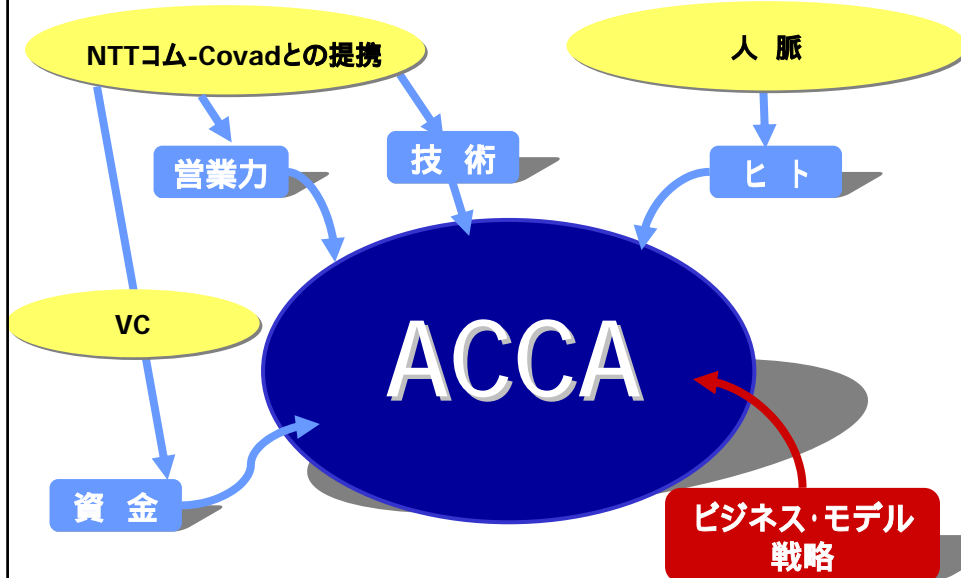 NTTコム-Covadとの提携
人 脈
営業力
技 術
ヒ ト
VC
ACCA
資 金
ビジネス・モデル
戦略